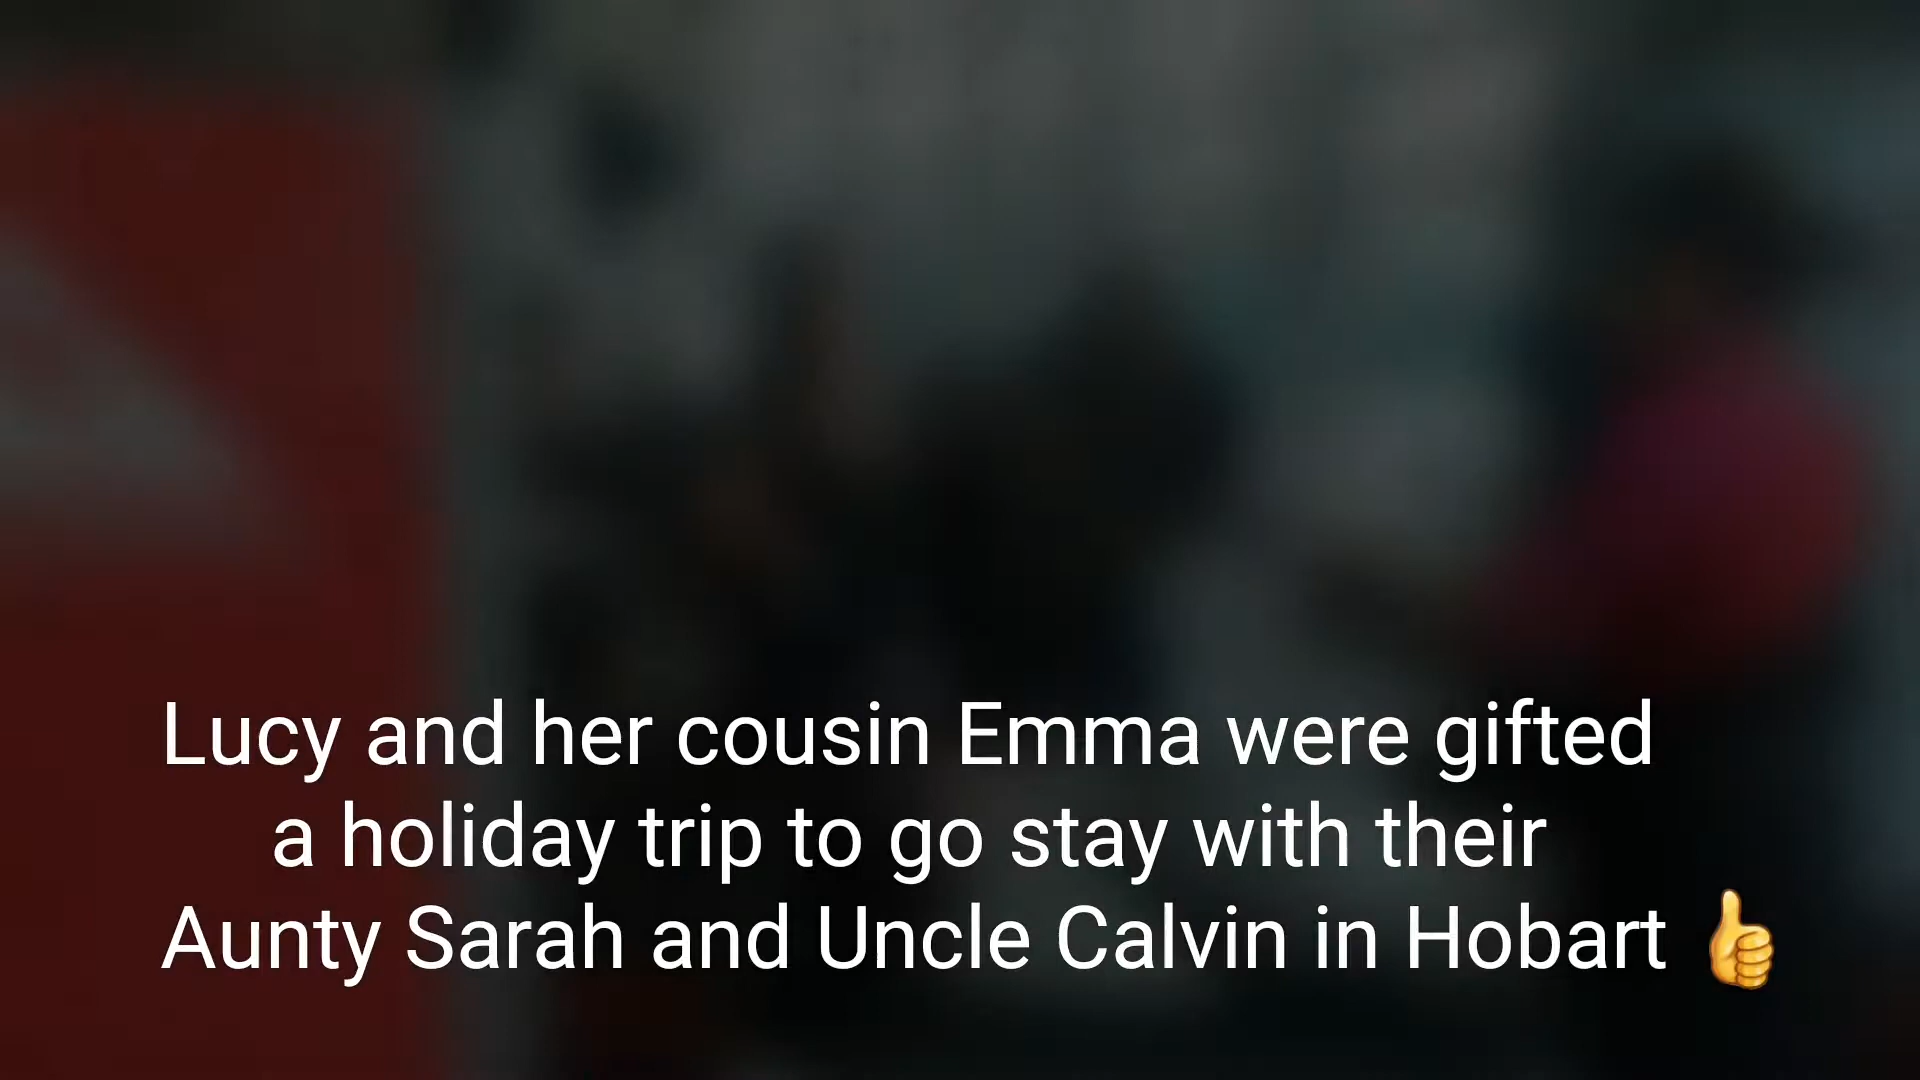 Lucy and her cousin Emma were gifted
a holiday trip to go stay with their
Aunty Sarah and Uncle Calvin in Hobart 👍